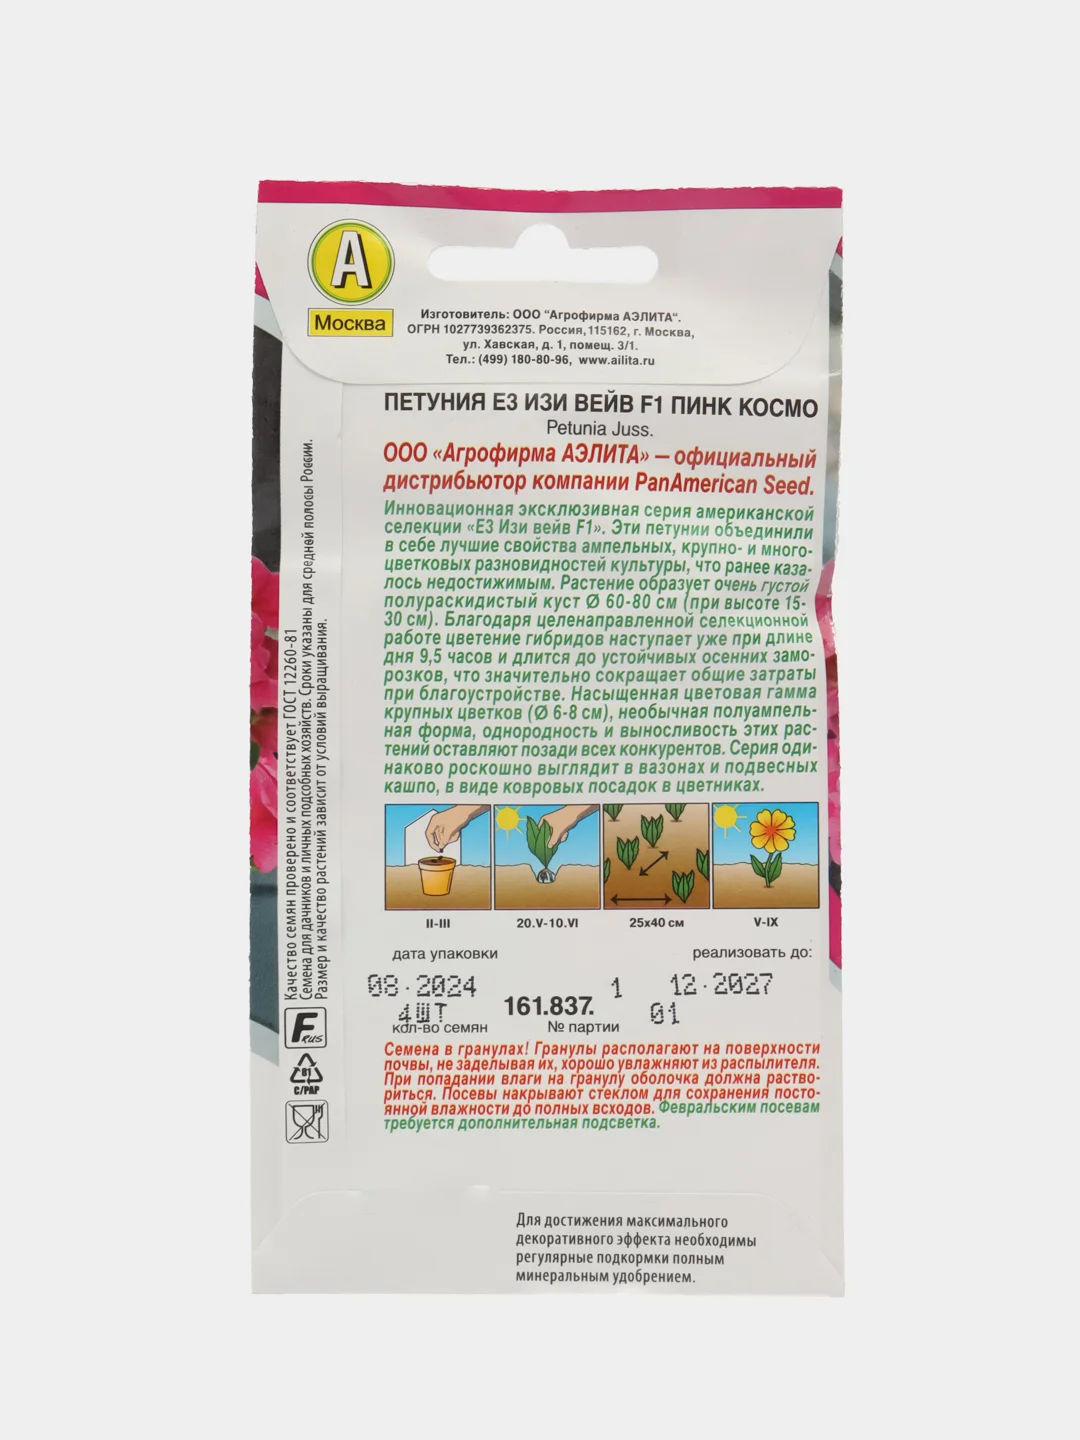 А
Москва
Изготовитель: ООО "Агрофирма АЭЛИТА".
ОГРН 1027739362375. Россия,115162, г. Москва,
ул. Хавская, д. 1, помещ. 3/1.
Тел.: (499) 180-80-96, www.ailita.ru
ПЕТУНИЯ Е3 ИЗИ ВЕЙВ F1 ПИНК КОСМО
Petunia Juss.
ООО «Агрофирма АЭЛИТА» — официальный
дистрибьютор компании PanAmerican Seed.
Инновационная эксклюзивная серия американской
селекции «Е3 Изи вейв F1». Эти петунии объединили
в себе лучшие свойства ампельных, крупно- и много-
цветковых разновидностей культуры, что ранее каза-
лось недостижимым. Растение образует очень густой
полураскидистый куст Ø 60-80 см (при высоте 15-
30 см). Благодаря целенаправленной селекционной
работе цветение гибридов наступает уже при длине
дня 9,5 часов и длится до устойчивых осенних замо-
розков, что значительно сокращает общие затраты
при благоустройстве. Насыщенная цветовая гамма
крупных цветков (Ø 6-8 см), необычная полуампель-
ная форма, однородность и выносливость этих рас-
тений оставляют позади всех конкурентов. Серия оди-
наково роскошно выглядит в вазонах и подвесных
кашпо, в виде ковровых посадок в цветниках.
II-III
20.V-10.VI
25x40 см
V-IX
дата упаковки
реализовать до:
08.2024
1
12.2027
4ШТ
161.837.
01
кол-во семян
№ партии
Семена в гранулах! Гранулы располагают на поверхности
почвы, не заделывая их, хорошо увлажняют из распылителя.
При попадании влаги на гранулу оболочка должна раство-
риться. Посевы накрывают стеклом для сохранения посто-
янной влажности до полных всходов. Февральским посевам
требуется дополнительная подсветка.
Для достижения максимального
декоративного эффекта необходимы
регулярные подкормки полным
минеральным удобрением.
Качество семян проверено и соответствует ГОСТ 12260-81
Семена для дачников и личных подсобных хозяйств. Сроки указаны для средней полосы России.
Размер и качество растений зависит от условий выращивания.
F RUS
81
C/PAP